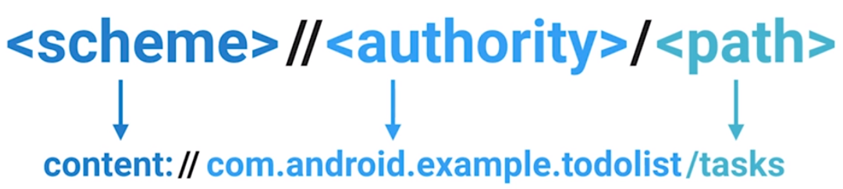 <scheme>//<authority>/<path>
content:// com.android.example.todolist/tasks